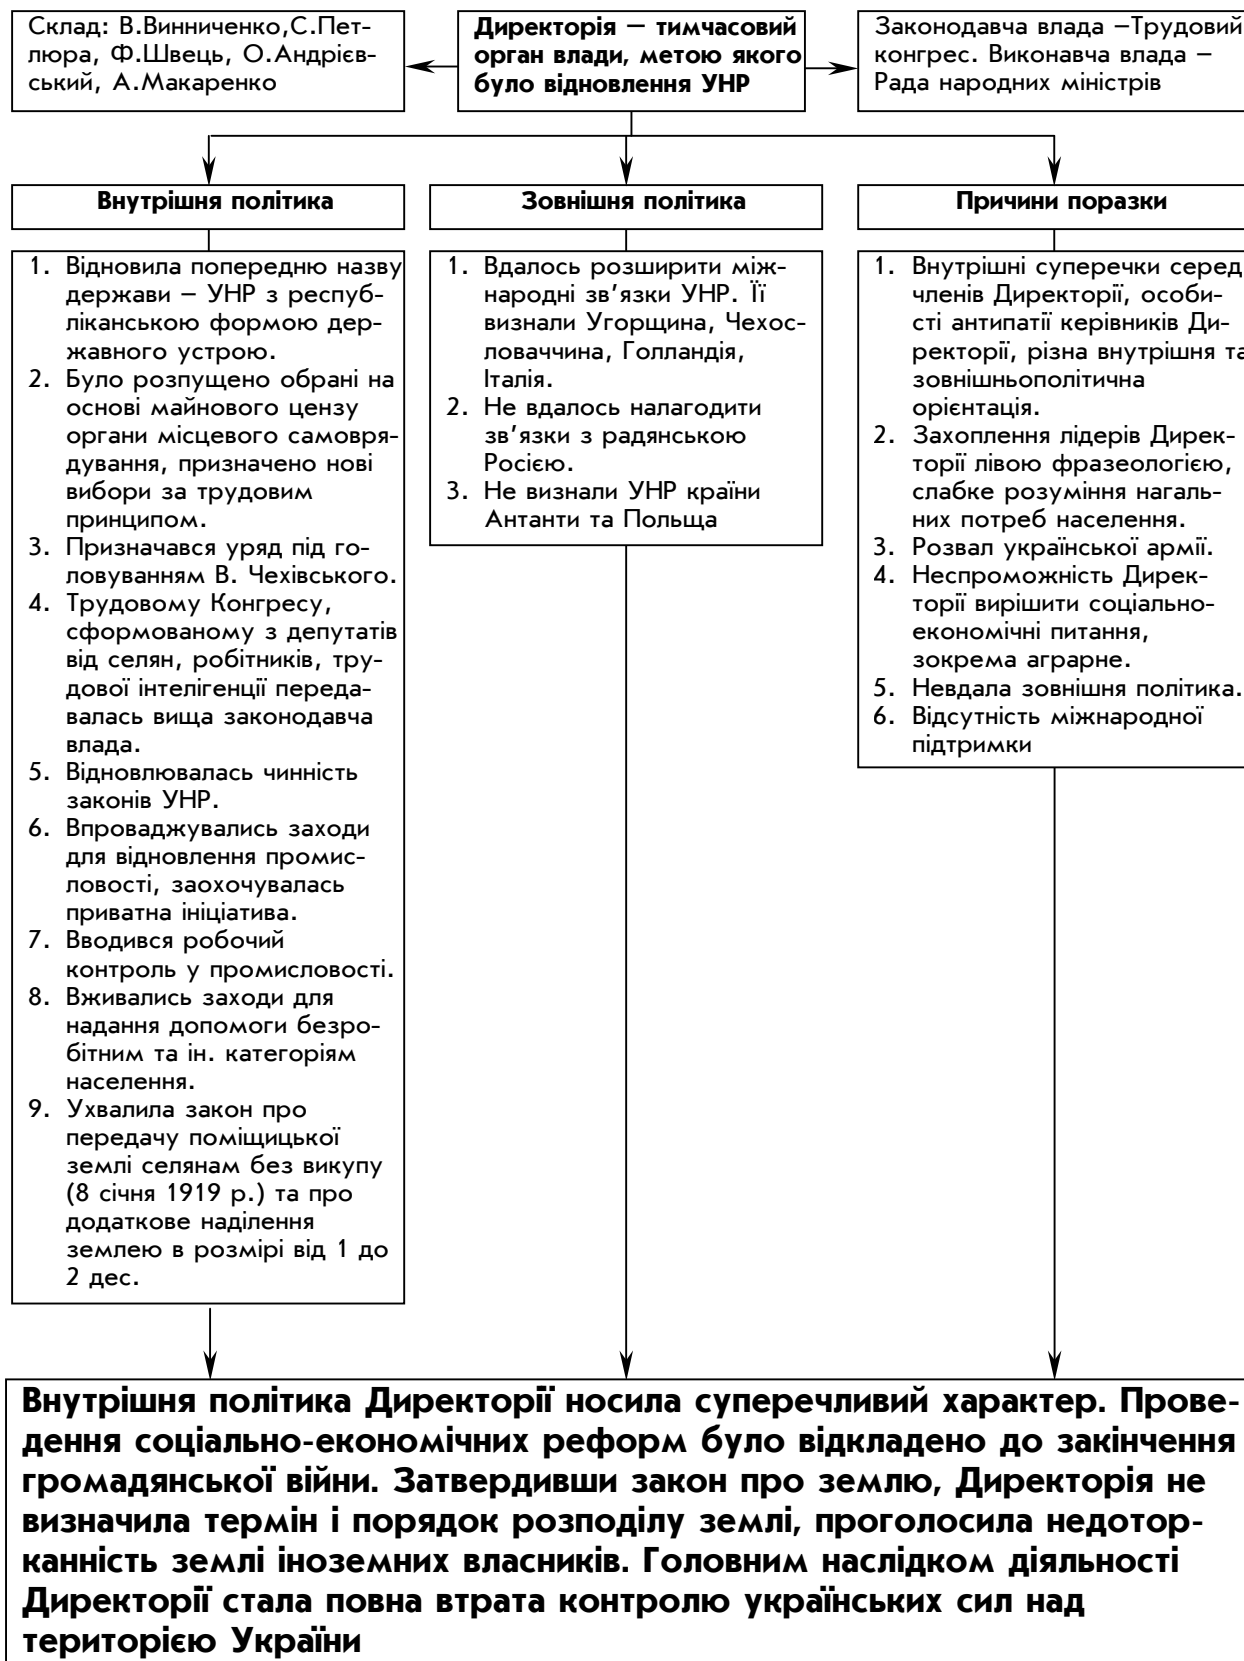 Склад: В.Винниченко,С.Пет-
люра, Ф.Швець, О.Андрієв-
ський, А.Макаренко
Директорія – тимчасовий
орган влади, метою якого
було відновлення УНР
Законодавча влада –Трудовий
конгрес. Виконавча влада –
Рада народних міністрів
Внутрішня політика
1. Відновила попередню назву
держави – УНР з респуб-
ліканською формою дер-
жавного устрою.
2. Було розпущено обрані на
основі майнового цензу
органи місцевого самовря-
дування, призначено нові
вибори за трудовим
принципом.
3. Призначався уряд під го-
ловуванням В. Чехівського.
4. Трудовому Конгресу,
сформованому з депутатів
від селян, робітників, тру-
дової інтелігенції переда-
валась вища законодавча
влада.
5. Відновлювалась чинність
законів УНР.
6. Впроваджувались заходи
для відновлення промис-
ловості, заохочувалась
приватна ініціатива.
7. Вводився робочий
контроль у промисловості.
8. Вживались заходи для
надання допомоги безро-
бітним та ін. категоріям
населення.
9. Ухвалила закон про
передачу поміщицької
землі селянам без викупу
(8 січня 1919 р.) та про
додаткове наділення
землею в розмірі від 1 до
2 дес.
Зовнішня політика
1. Вдалось розширити між-
народні зв’язки УНР. Її
визнали Угорщина, Чехос-
ловаччина, Голландія,
Італія.
2. Не вдалось налагодити
зв’язки з радянською
Росією.
3. Не визнали УНР країни
Антанти та Польща
Причини поразки
1. Внутрішні суперечки серед
членів Директорії, особи-
сті антипатії керівників Ди-
ректорії, різна внутрішня та
зовнішньополітична
орієнтація.
2. Захоплення лідерів Дирек-
торії лівою фразеологією,
слабке розуміння нагаль-
них потреб населення.
3. Розвал української армії.
4. Неспроможність Дирек-
торії вирішити соціально-
економічні питання,
зокрема аграрне.
5. Невдала зовнішня політика.
6. Відсутність міжнародної
підтримки
Внутрішня політика Директорії носила суперечливий характер. Прове-
дення соціально-економічних реформ було відкладено до закінчення
громадянської війни. Затвердивши закон про землю, Директорія не
визначила термін і порядок розподілу землі, проголосила недотор-
канність землі іноземних власників. Головним наслідком діяльності
Директорії стала повна втрата контролю українських сил над
територією України